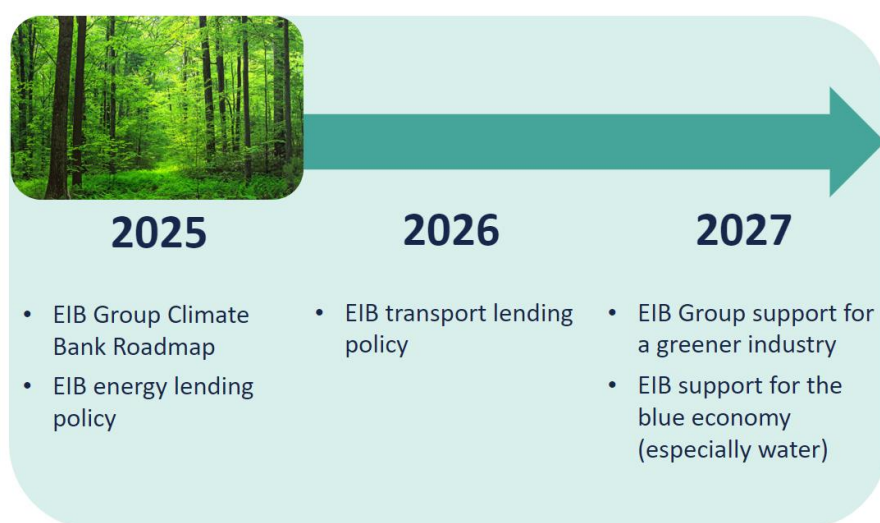 2025
• EIB Group Climate
Bank Roadmap
• EIB energy lending
policy
2026
• EIB transport lending
policy
2027
• EIB Group support for
a greener industry
• EIB support for the
blue economy
(especially water)